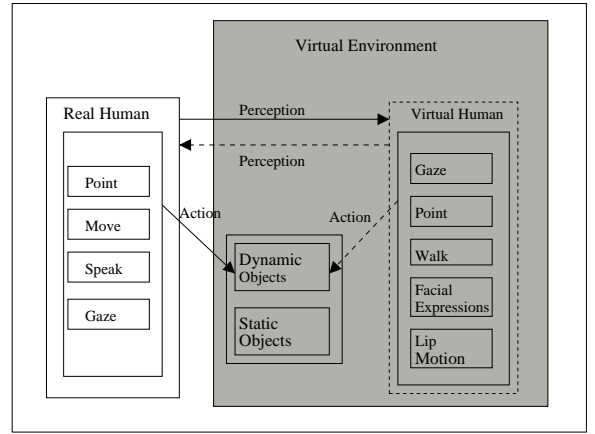 Virtual Environment
Real Human
Point
Move
Speak
Gaze
Perception
Perception
Action
Action
Dynamic
Objects
Static
Objects
Virtual Human
Gaze
Point
Walk
Facial
Expressions
Lip
Motion